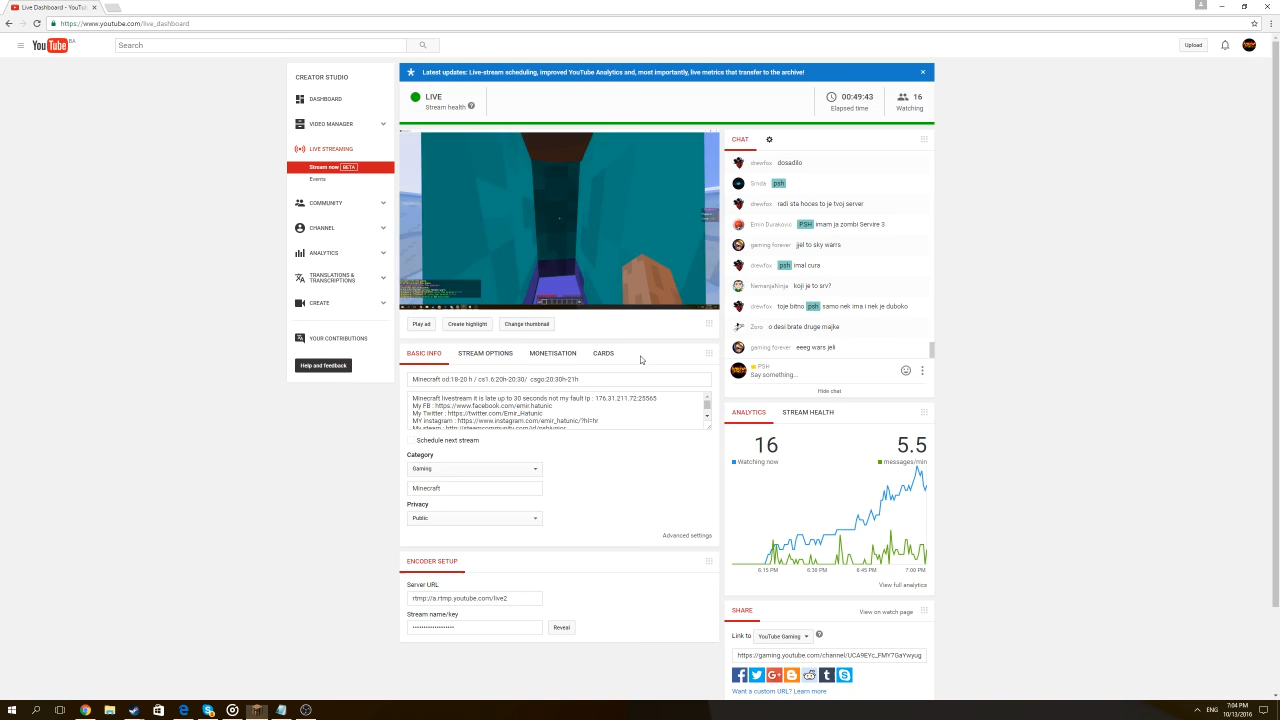 Live Dashboard - YouTu
https://www.youtube.com/live_dashboard
YouTube BA
Search
Upload
CREATOR STUDIO
DASHBOARD
VIDEO MANAGER
LIVE STREAMING
Stream now BETA
Events
COMMUNITY
CHANNEL
ANALYTICS
TRANSLATIONS &
TRANSCRIPTIONS
CREATE
YOUR CONTRIBUTIONS
Help and feedback
Latest updates: Live-stream scheduling, improved YouTube Analytics and, most importantly, live metrics that transfer to the archive!
LIVE
Stream health
00:49:43
Elapsed time
16
Watching
Play ad
Create highlight
Change thumbnail
BASIC INFO
STREAM OPTIONS
MONETISATION
CARDS
Minecraft od:18-20 h / cs1.6:20h-20:30/ csgo:20:30h-21h
Minecraft livestream it is late up to 30 seconds not my fault ip : 176.31.211.72:25565
My FB : https://www.facebook.com/emir.hatunic
My Twitter : https://twitter.com/Emir_Hatunic
MY instagram : https://www.instagram.com/emir_hatunic/?hl=hr
Schedule next stream
Category
Gaming
Minecraft
Privacy
Public
Advanced settings
ENCODER SETUP
Server URL
rtmp://a.rtmp.youtube.com/live2
Stream name/key
Reveal
CHAT
drewfox dosadilo
Srnda psh
drewfox radi sta hoces to je tvoj server
Emin Durakovic PSH imam ja zombi Servire 3
gaming forever jjel to sky warrs
drewfox psh imal cura
NemanjaNinja koji je to srv?
drewfox toje bitno psh samo nek ima i nek je duboko
Zoro o desi brate druge majke
gaming forever eeeg wars jeli
PSH
Say something...
Hide chat
ANALYTICS
STREAM HEALTH
16
Watching now
5.5
messages/min
6:15 PM 6:30 PM 6:45 PM 7:00 PM
View full analytics
SHARE
View on watch page
Link to YouTube Gaming
https://gaming.youtube.com/channel/UCA9EYc_FMY7GaYwyug
Want a custom URL? Learn more
ENG
7:04 PM
10/13/2016